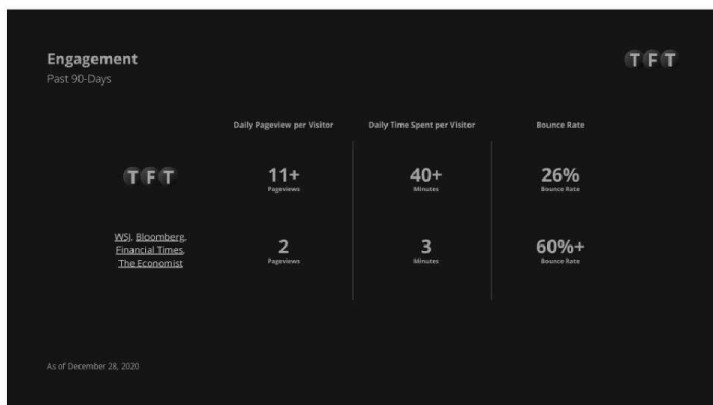 Engagement
TFT
Past 90-Days
Daily Pageview per Visitor
Daily Time Spent per Visitor
Bounce Rate
TFT
11+
Pageviews
40+
Minutes
26%
Bounce Rate
WSJ, Bloomberg,
Financial Times,
The Economist
2
Pageviews
3
Minutes
60%+
Bounce Rate
As of December 28, 2020